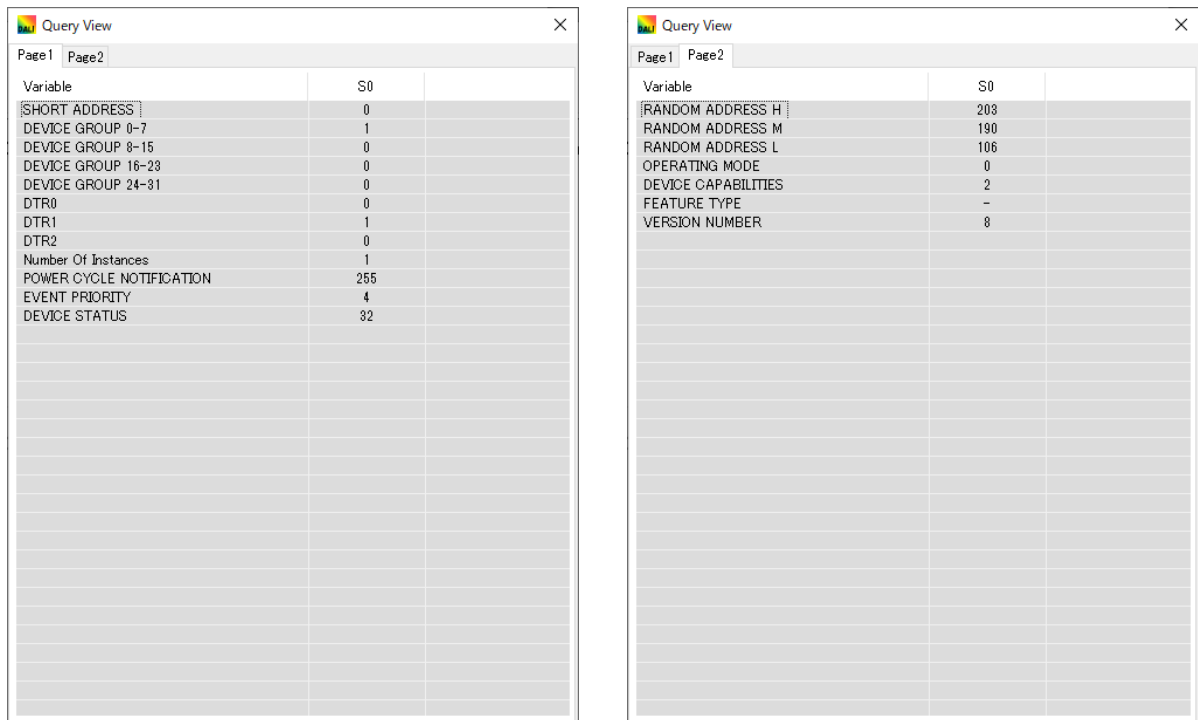 DALI Query View
Page1 Page2
Variable S0
SHORT ADDRESS 0
DEVICE GROUP 0-7 1
DEVICE GROUP 8-15 0
DEVICE GROUP 16-23 0
DEVICE GROUP 24-31 0
DTR0 0
DTR1 1
DTR2 0
Number Of Instances 1
POWER CYCLE NOTIFICATION 255
EVENT PRIORITY 4
DEVICE STATUS 32
DALI Query View
Page1 Page2
Variable S0
RANDOM ADDRESS H 203
RANDOM ADDRESS M 190
RANDOM ADDRESS L 106
OPERATING MODE 0
DEVICE CAPABILITIES 2
FEATURE TYPE -
VERSION NUMBER 8